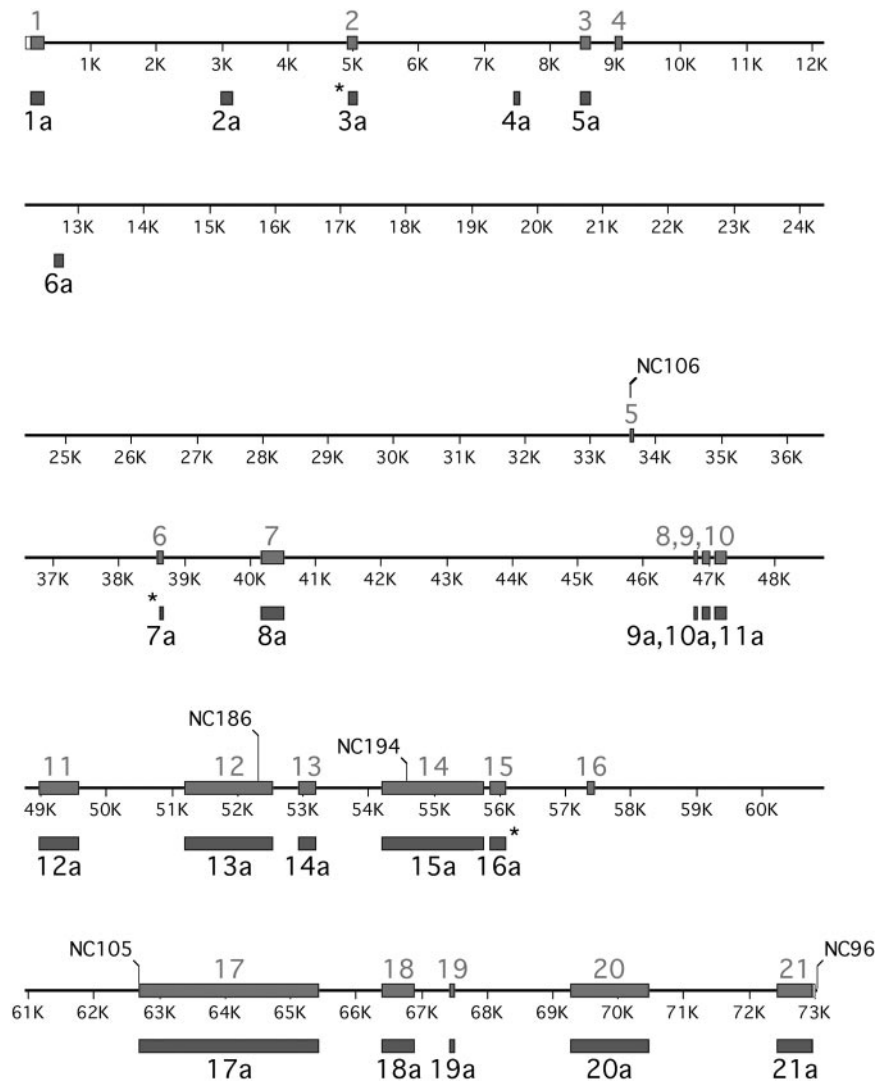 1 2 3 4
1K 2K 3K 4K 5K 6K 7K 8K 9K 10K 11K 12K
*
1a 2a 3a 4a 5a
13K 14K 15K 16K 17K 18K 19K 20K 21K 22K 23K 24K
6a
NC106
5
25K 26K 27K 28K 29K 30K 31K 32K 33K 34K 35K 36K
6 7 8,9,10
37K 38K 39K 40K 41K 42K 43K 44K 45K 46K 47K 48K
*
7a 8a 9a,10a,11a
NC186 NC194
11 12 13 14 15 16
49K 50K 51K 52K 53K 54K 55K 56K 57K 58K 59K 60K
*
12a 13a 14a 15a 16a
NC105 NC96
17 18 19 20 21
61K 62K 63K 64K 65K 66K 67K 68K 69K 70K 71K 72K 73K
17a 18a 19a 20a 21a